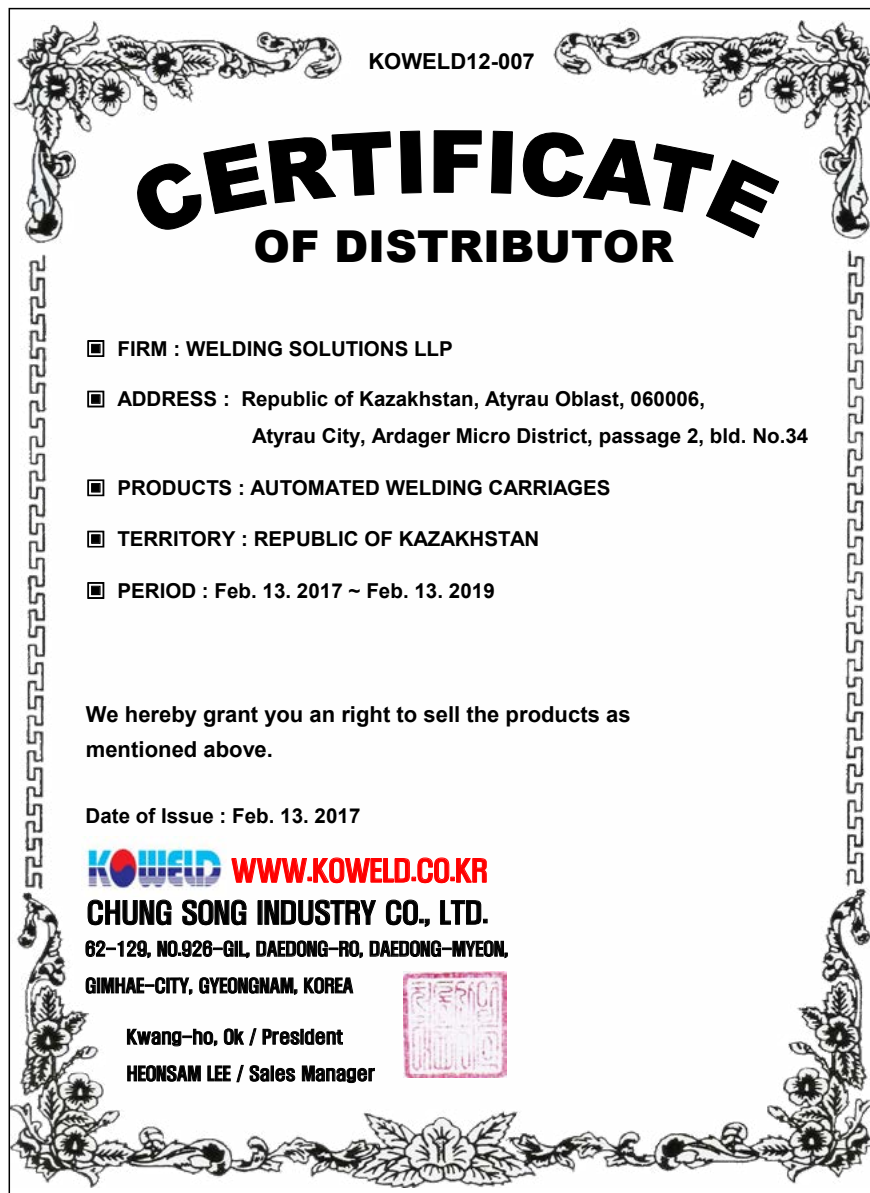 KOWELD12-007
CERTIFICATE
OF DISTRIBUTOR
FIRM : WELDING SOLUTIONS LLP
ADDRESS : Republic of Kazakhstan, Atyrau Oblast, 060006,
Atyrau City, Ardager Micro District, passage 2, bld. No.34
PRODUCTS : AUTOMATED WELDING CARRIAGES
TERRITORY : REPUBLIC OF KAZAKHSTAN
PERIOD : Feb. 13. 2017 ~ Feb. 13. 2019
We hereby grant you an right to sell the products as
mentioned above.
Date of Issue : Feb. 13. 2017
KOWELD WWW.KOWELD.CO.KR
CHUNG SONG INDUSTRY CO., LTD.
62-129, NO.926-GIL, DAEDONG-RO, DAEDONG-MYEON,
GIMHAE-CITY, GYEONGNAM, KOREA
Kwang-ho, Ok / President
HEONSAM LEE / Sales Manager